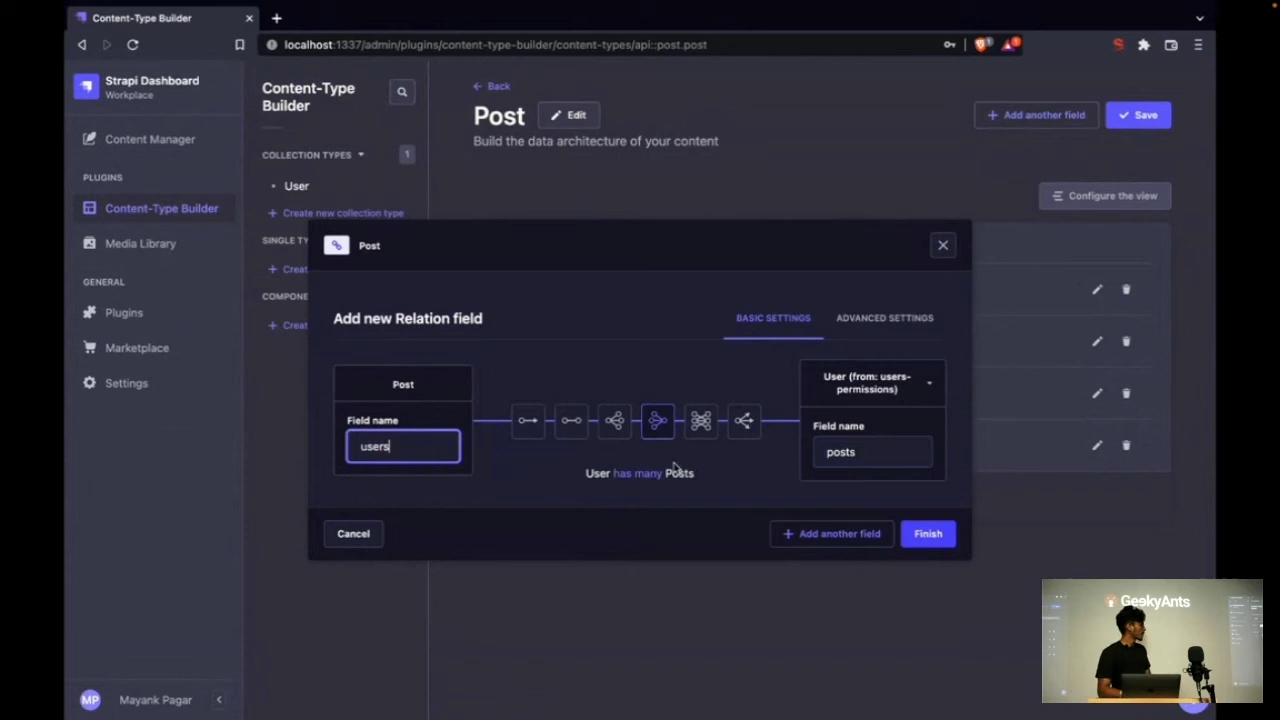 Content-Type Builder
localhost:1337/admin/plugins/content-type-builder/content-types/api::post.post
Strapi Dashboard
Workplace
Content Manager
PLUGINS
Content-Type Builder
Media Library
GENERAL
Plugins
Marketplace
Settings
MP
Mayank Pagar
Content-Type
Builder
COLLECTION TYPES
1
User
+ Create new collection type
SINGLE TY
+ Creat
COMPONE
+ Creat
← Back
Post
Edit
Build the data architecture of your content
+ Add another field
Save
Configure the view
Post
Add new Relation field
BASIC SETTINGS
ADVANCED SETTINGS
Post
Field name
users
User has many Posts
User (from: users-
permissions)
Field name
posts
Cancel
+ Add another field
Finish
GeekyAnts